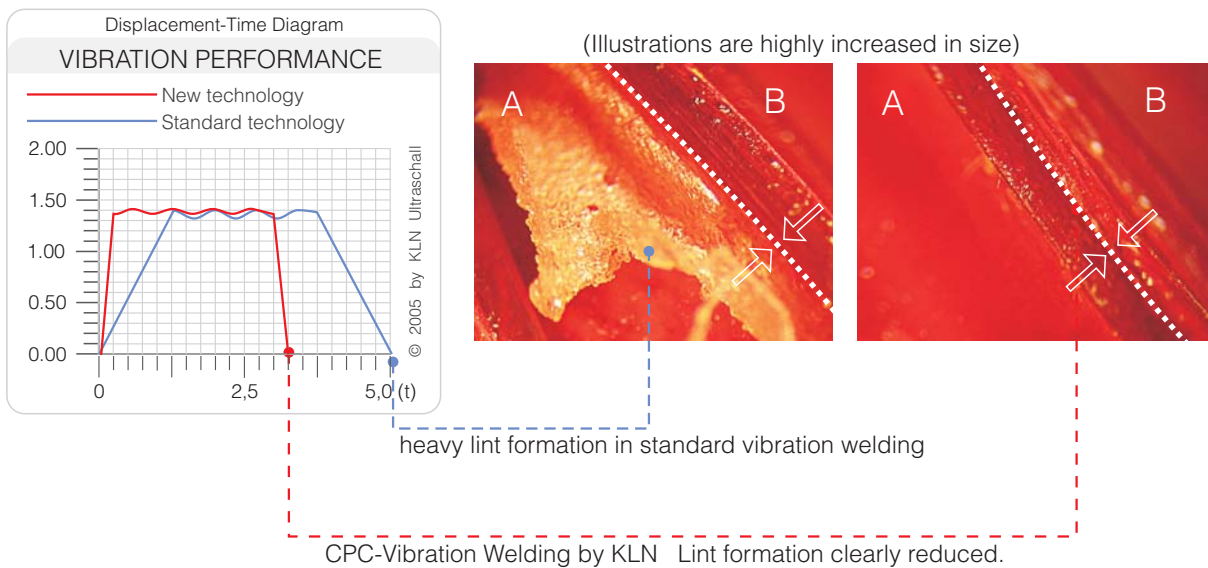 Displacement-Time Diagram
VIBRATION PERFORMANCE
New technology
Standard technology
2.00
1.50
1.00
0.50
0.00
0
2,5
5,0 (t)
© 2005 by KLN Ultraschall
(Illustrations are highly increased in size)
A
B
A
B
heavy lint formation in standard vibration welding
CPC-Vibration Welding by KLN Lint formation clearly reduced.